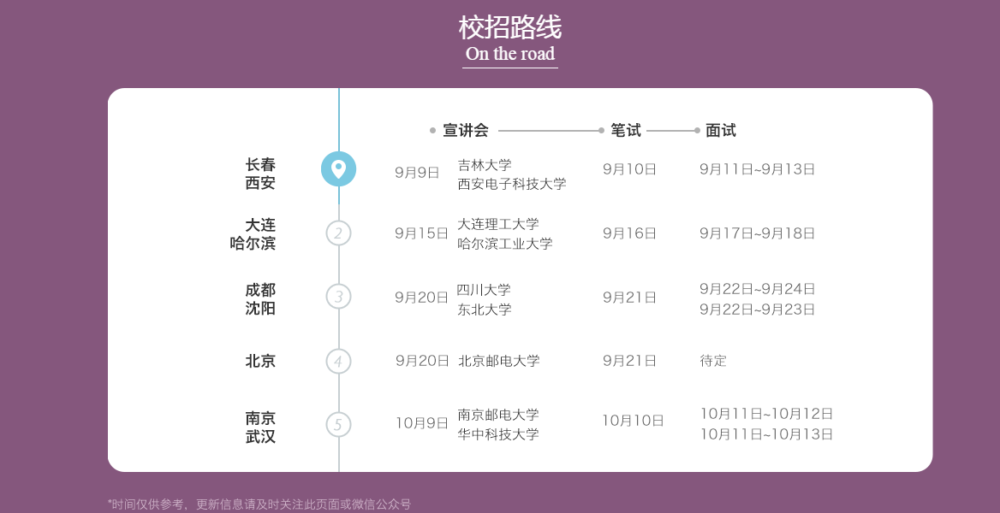 校招路线
On the road
宣讲会 笔试 面试
长春
西安
9月9日
吉林大学
西安电子科技大学
9月10日
9月11日~9月13日
大连
哈尔滨
2
9月15日
大连理工大学
哈尔滨工业大学
9月16日
9月17日~9月18日
成都
沈阳
3
9月20日
四川大学
东北大学
9月21日
9月22日~9月24日
9月22日~9月23日
北京
4
9月20日
北京邮电大学
9月21日
待定
南京
武汉
5
10月9日
南京邮电大学
华中科技大学
10月10日
10月11日~10月12日
10月11日~10月13日
*时间仅供参考，更新信息请及时关注此页面或微信公众号